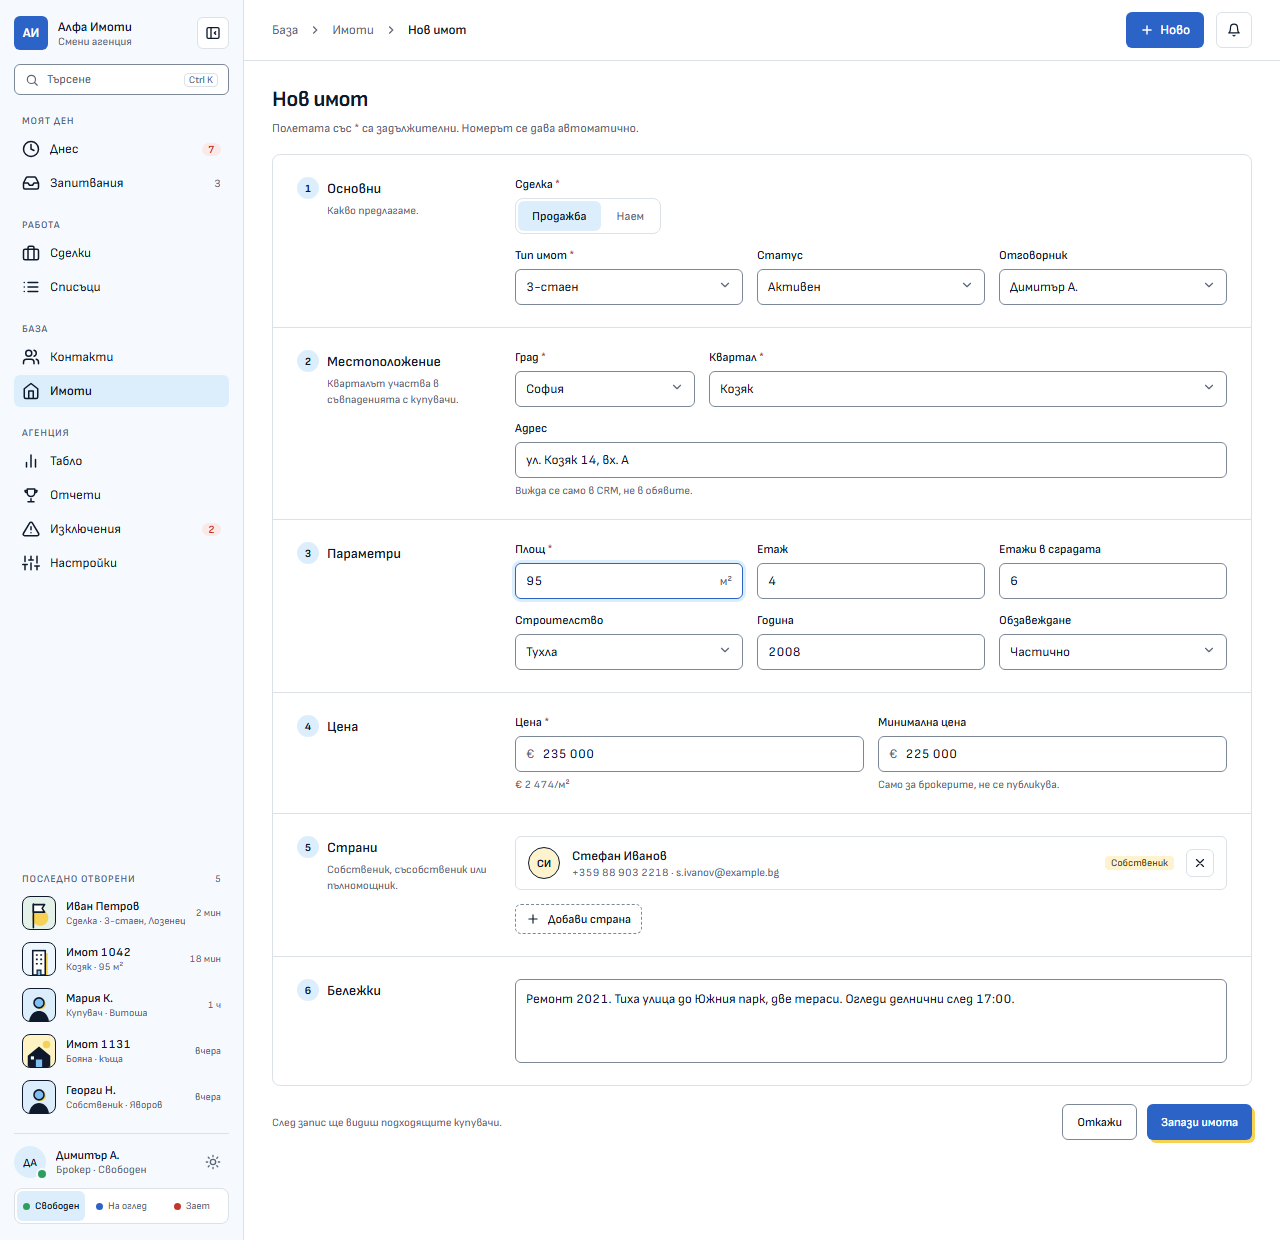 АИ
Алфа Имоти
Смени агенция
Търсене
Ctrl K
МОЯТ ДЕН
Днес
7
Запитвания
3
РАБОТА
Сделки
Списъци
БАЗА
Контакти
Имоти
АГЕНЦИЯ
Табло
Отчети
Изключения
2
Настройки
ПОСЛЕДНО ОТВОРЕНИ
5
Иван Петров
Сделка · 3-стаен, Лозенец
2 мин
Имот 1042
Козяк · 95 м²
18 мин
Мария К.
Купувач · Витоша
1 ч
Имот 1131
Бояна · къща
вчера
Георги Н.
Собственик · Яворов
вчера
ДА
Димитър А.
Брокер · Свободен
Свободен
На оглед
Зает
База
Имоти
Нов имот
Ново
Нов имот
Полетата със * са задължителни. Номерът се дава автоматично.
1
Основни
Какво предлагаме.
Сделка *
Продажба
Наем
Тип имот *
Статус
Отговорник
3-стаен
Активен
Димитър А.
2
Местоположение
Кварталът участва в
съвпаденията с купувачи.
Град *
Квартал *
София
Козяк
Адрес
ул. Козяк 14, вх. А
Вижда се само в CRM, не в обявите.
3
Параметри
Площ *
Етаж
Етажи в сградата
95
м²
4
6
Строителство
Година
Обзавеждане
Тухла
2008
Частично
4
Цена
Цена *
Минимална цена
€ 235 000
€ 225 000
€ 2 474/м²
Само за брокерите, не се публикува.
5
Страни
Собственик, съсобственик или
пълномощник.
СИ
Стефан Иванов
+359 88 903 2218 · s.ivanov@example.bg
Собственик
Добави страна
6
Бележки
Ремонт 2021. Тиха улица до Южния парк, две тераси. Огледи делнични след 17:00.
След запис ще видиш подходящите купувачи.
Откажи
Запази имота